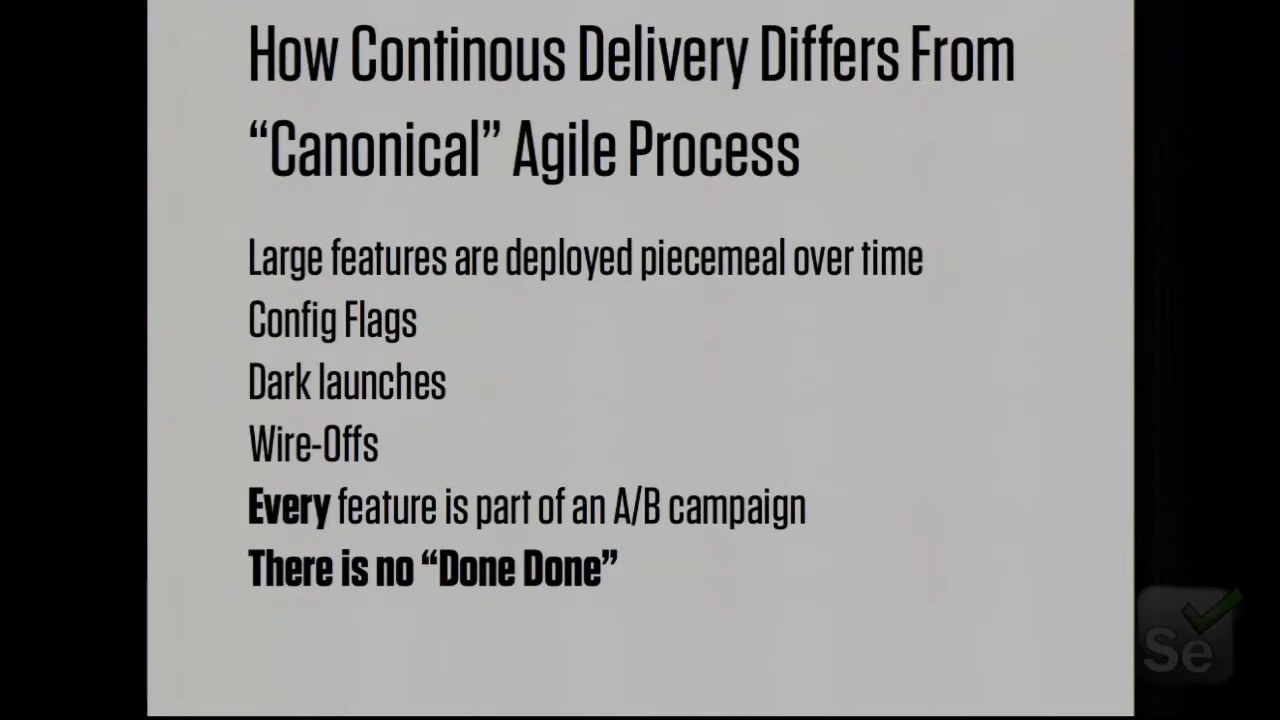 How Continous Delivery Differs From
“Canonical” Agile Process
Large features are deployed piecemeal over time
Config Flags
Dark launches
Wire-Offs
Every feature is part of an A/B campaign
There is no “Done Done”
Se